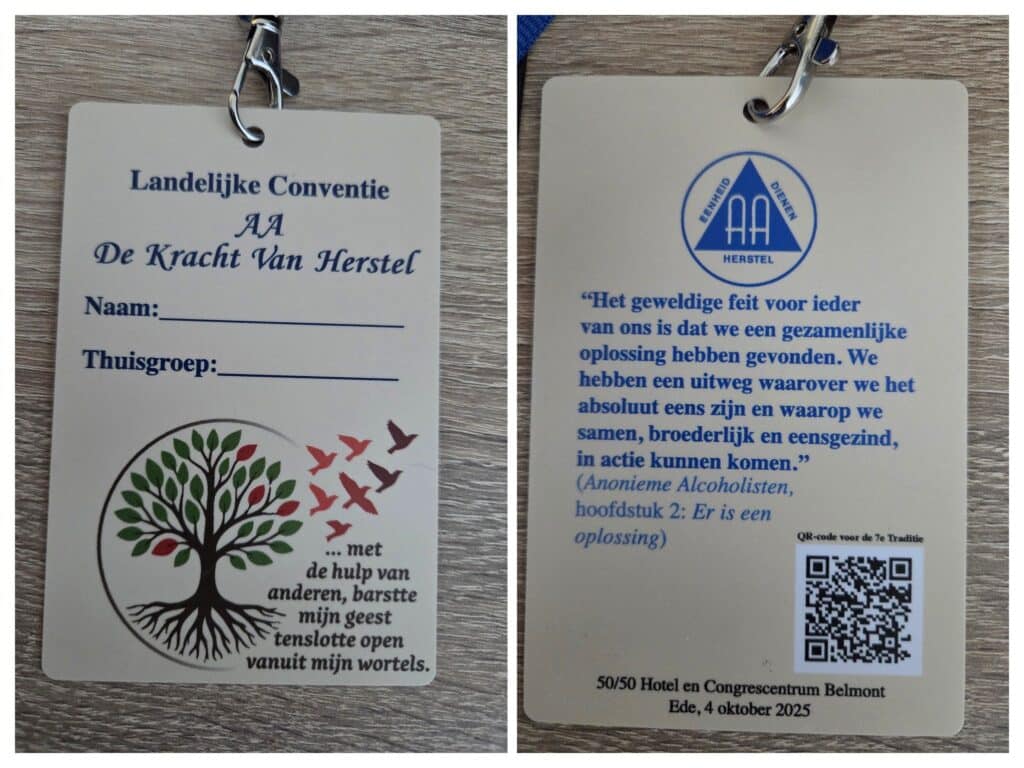 Landelijke Conventie
AA
De Kracht Van Herstel
Naam:
Thuisgroep:
... met
de hulp van
anderen, barstte
mijn geest
tenslotte open
vanuit mijn wortels.
EENHEID
DIENEN
AA
HERSTEL
“Het geweldige feit voor ieder
van ons is dat we een gezamenlijke
oplossing hebben gevonden. We
hebben een uitweg waarover we het
absoluut eens zijn en waarop we
samen, broederlijk en eensgezind,
in actie kunnen komen.”
(Anonieme Alcoholisten,
hoofdstuk 2: Er is een
oplossing)
QR-code voor de 7e Traditie
50/50 Hotel en Congrescentrum Belmont
Ede, 4 oktober 2025